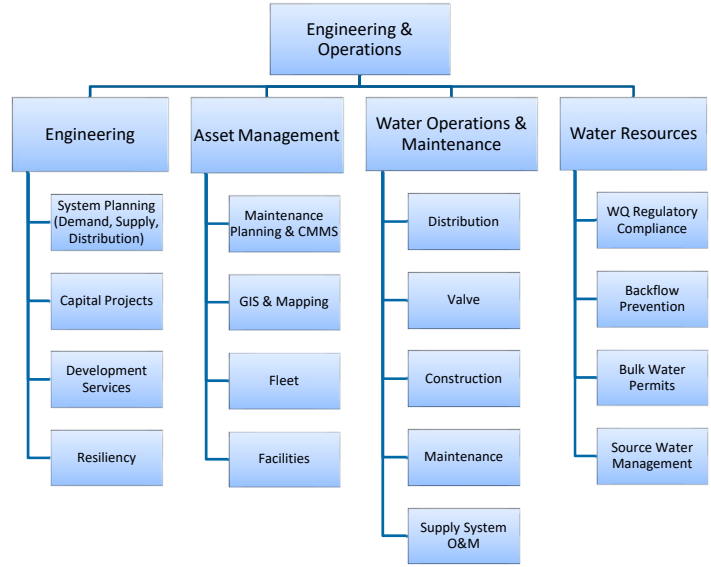 Engineering &
Operations
Engineering
System Planning
(Demand, Supply,
Distribution)
Capital Projects
Development
Services
Resiliency
Asset Management
Maintenance
Planning & CMMS
GIS & Mapping
Fleet
Facilities
Water Operations &
Maintenance
Distribution
Valve
Construction
Maintenance
Supply System
O&M
Water Resources
WQ Regulatory
Compliance
Backflow
Prevention
Bulk Water
Permits
Source Water
Management